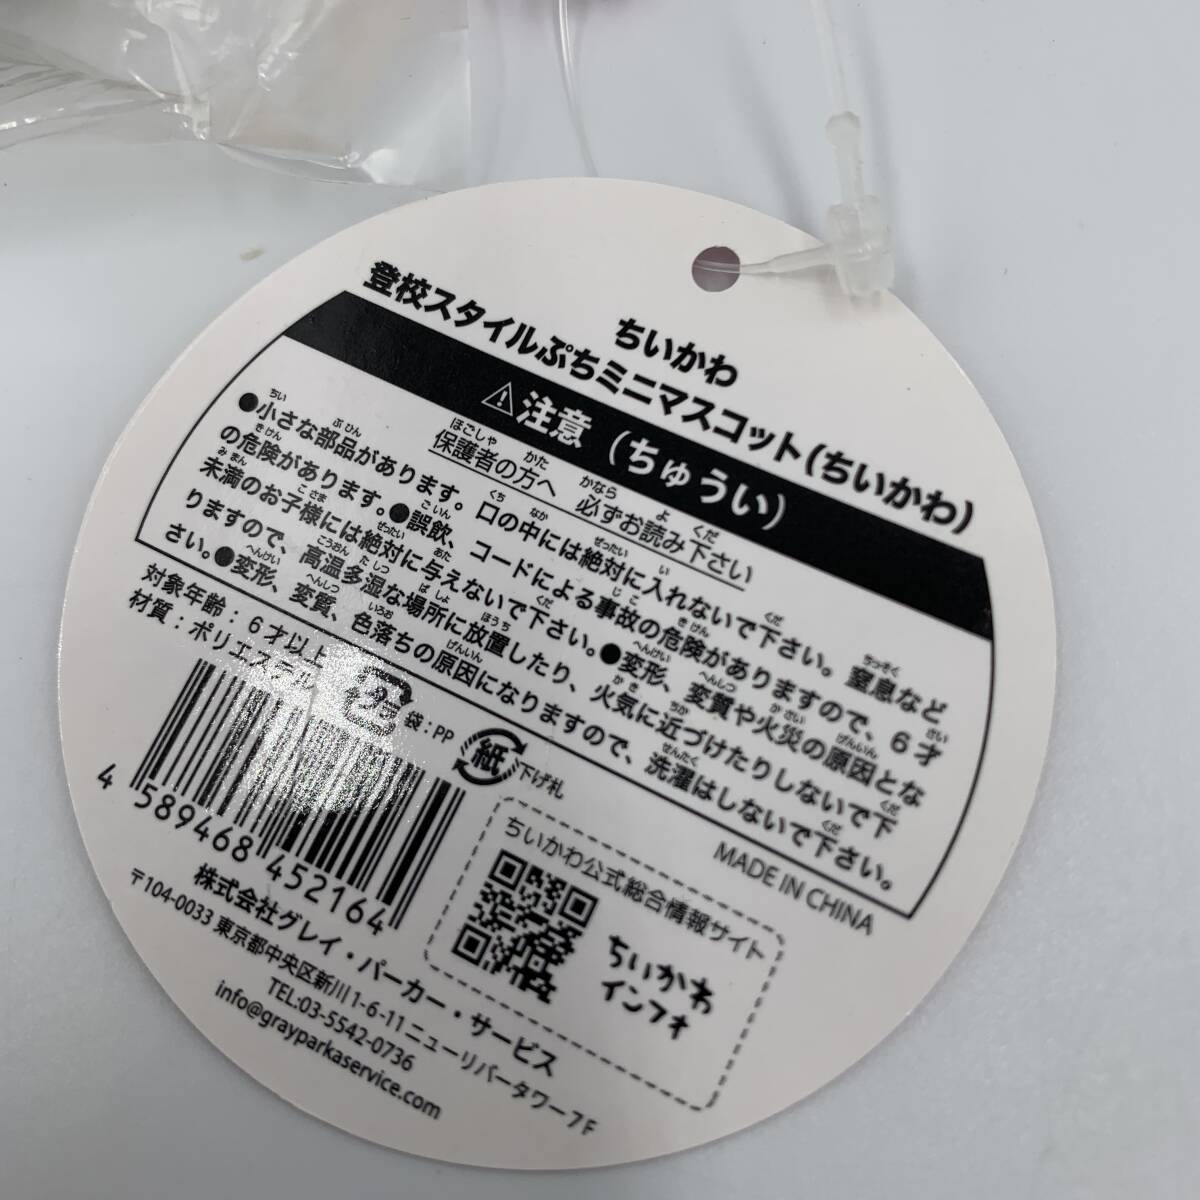 ちいかわ
登校スタイルぷちミニマスコット(ちいかわ)
⚠注意(ちゅうい)
保護者の方へ 必ずお読み下さい
●小さな部品があります。口の中には絶対に入れないで下さい。窒息など
の危険があります。●誤飲、コードによる事故の危険がありますので、6才
未満のお子様には絶対に与えないで下さい。●変形、変質や火災の原因とな
りますので、高温多湿な場所に放置したり、火気に近づけたりしないで下
さい。●変形、変質、色落ちの原因になりますので、洗濯はしないで下さい。
対象年齢:6才以上
材質:ポリエステル
プラ
袋:PP
紙
下げ札
MADE IN CHINA
4 589468 452164
ちいかわ公式総合情報サイト
ちいかわ
インフォ
株式会社グレイ・パーカー・サービス
〒104-0033 東京都中央区新川1-6-11ニューリバータワー7F
TEL:03-5542-0736
info@grayparkaservice.com